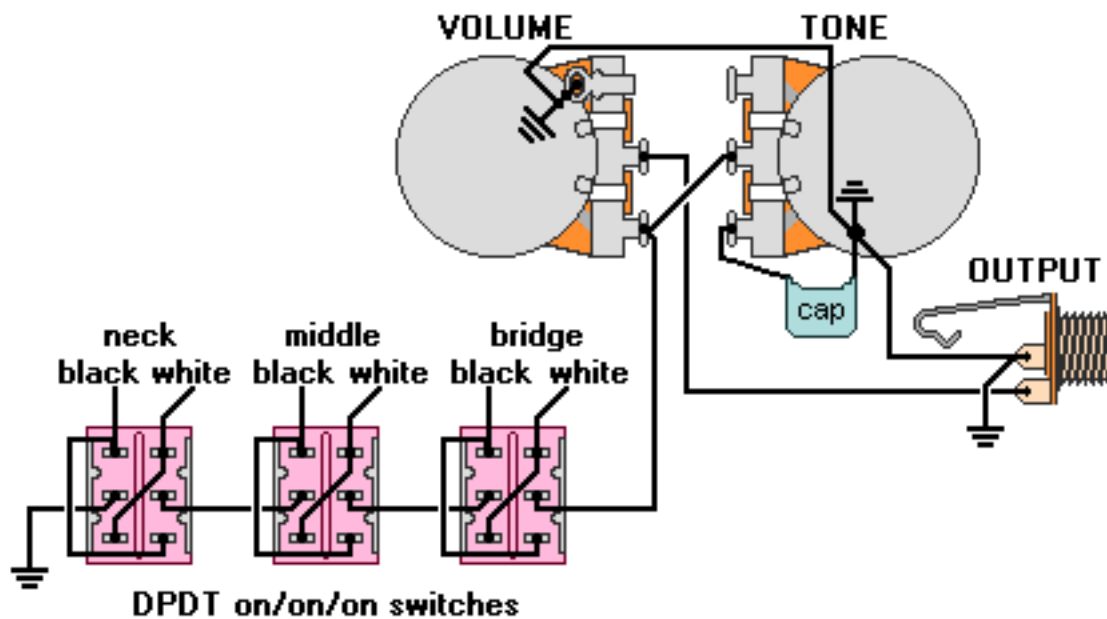 VOLUME
TONE
OUTPUT
cap
neck
black white
middle
black white
bridge
black white
DPDT on/on/on switches